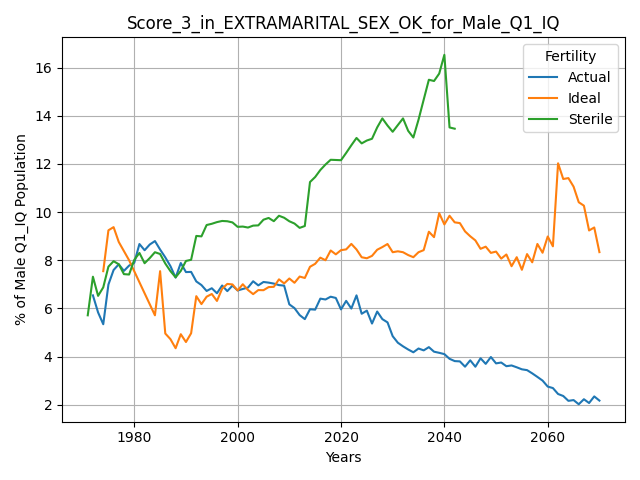 Score_3_in_EXTRAMARITAL_SEX_OK_for_Male_Q1_IQ
Fertility
Actual
Ideal
Sterile
% of Male Q1_IQ Population
16
14
12
10
8
6
4
2
1980 2000 2020 2040 2060
Years